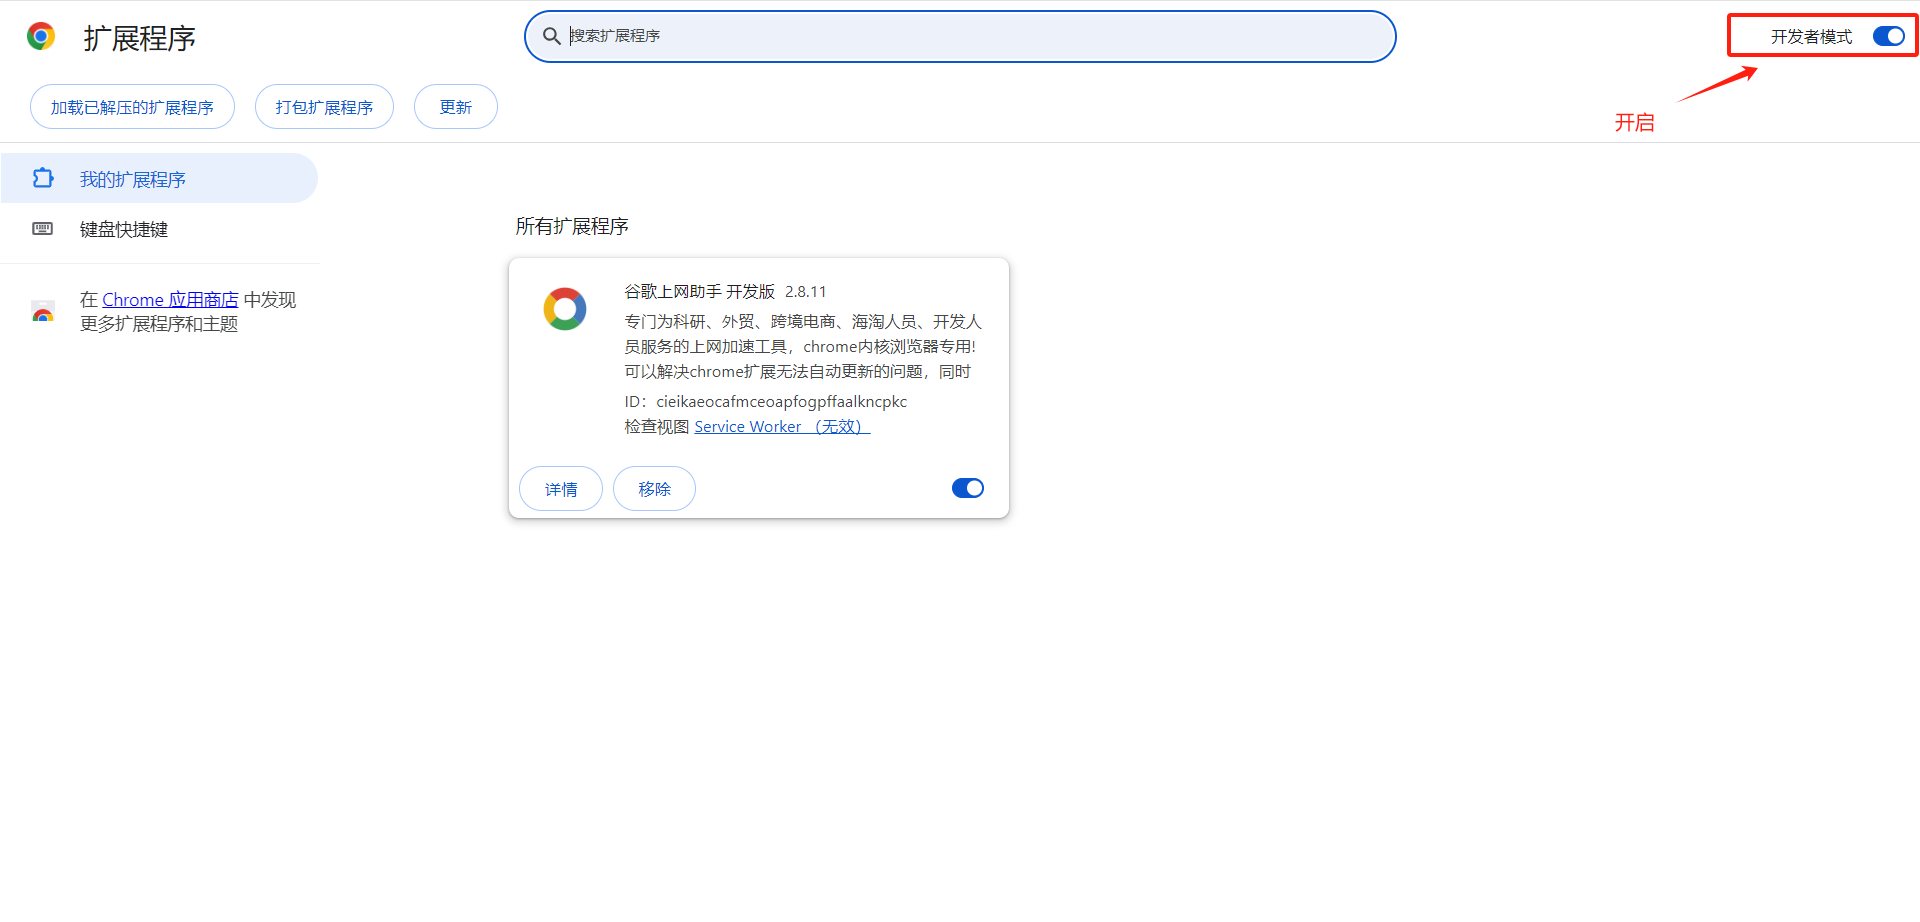 扩展程序
搜索扩展程序
开发者模式
加载已解压的扩展程序
打包扩展程序
更新
开启
我的扩展程序
键盘快捷键
在 Chrome 应用商店 中发现
更多扩展程序和主题
所有扩展程序
谷歌上网助手 开发版 2.8.11
专门为科研、外贸、跨境电商、海淘人员、开发人
员服务的上网加速工具，chrome内核浏览器专用!
可以解决chrome扩展无法自动更新的问题，同时
ID：cieikaeocafmceoapfogpffaalkncpkc
检查视图 Service Worker （无效）
详情
移除